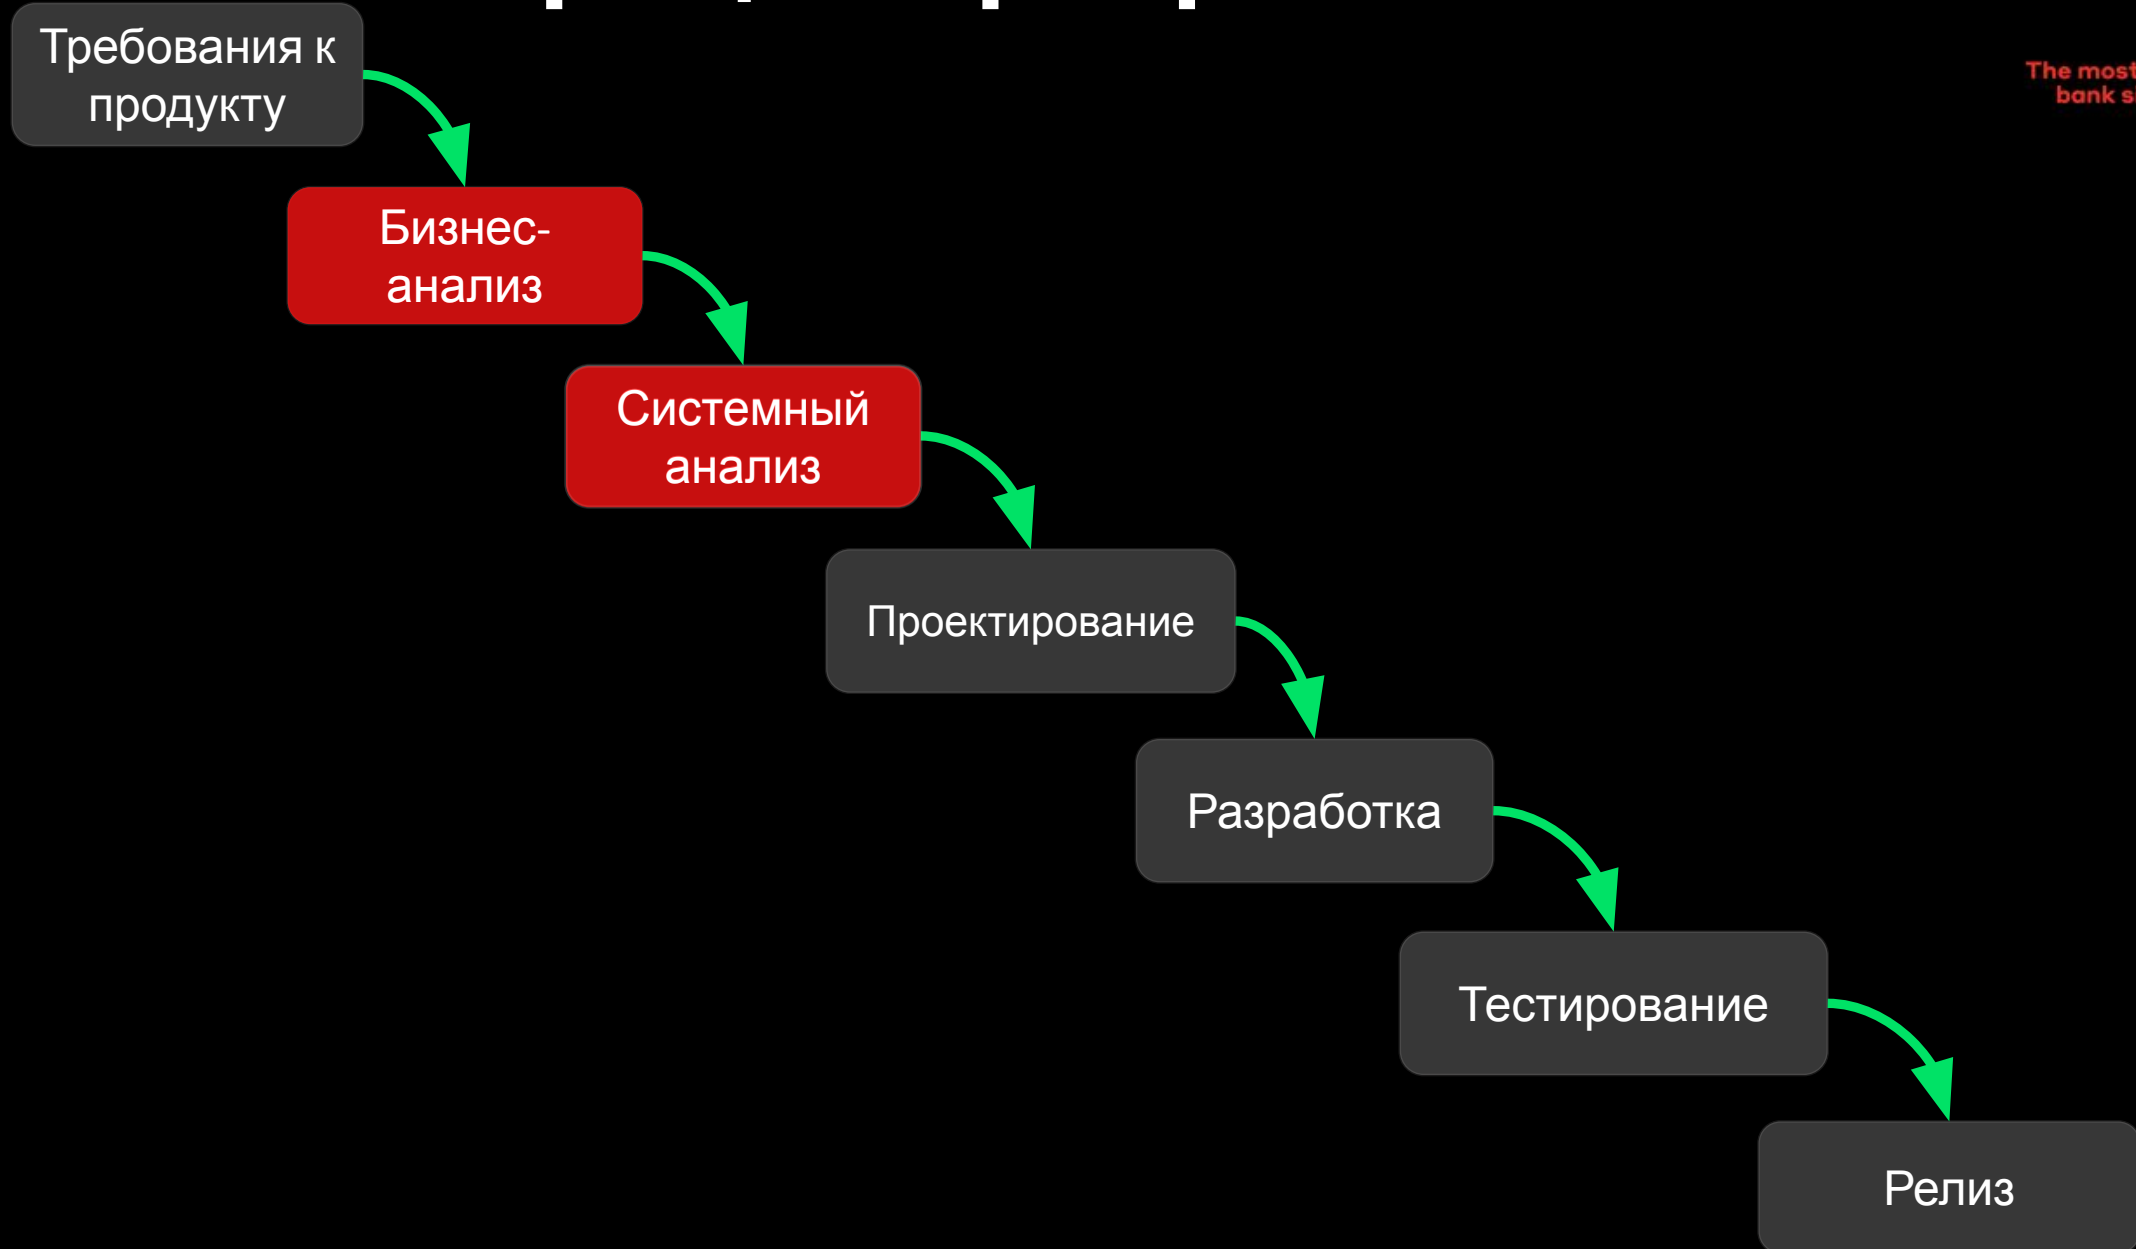 Требования к
продукту
The most
bank s
Бизнес-
анализ
Системный
анализ
Проектирование
Разработка
Тестирование
Релиз